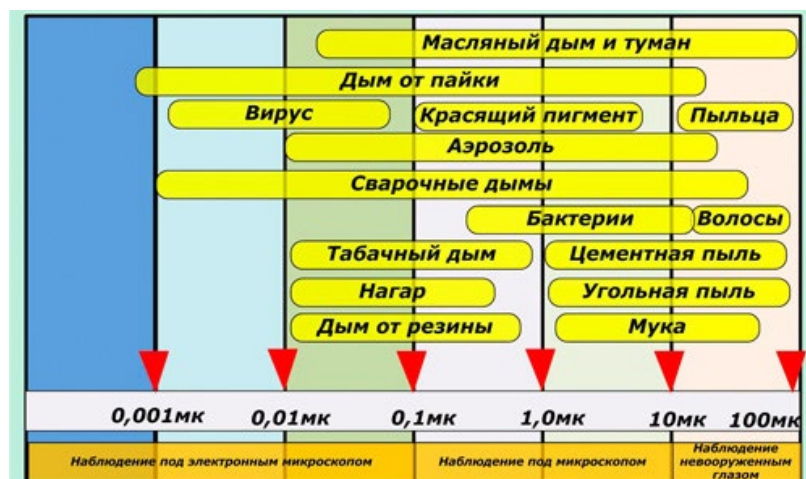 Масляный дым и туман
Дым от пайки
Вирус
Красящий пигмент
Пыльца
Аэрозоль
Сварочные дымы
Бактерии
Волосы
Табачный дым
Цементная пыль
Нагар
Угольная пыль
Дым от резины
Мука
0,001мк
0,01мк
0,1мк
1,0мк
10мк
100мк
Наблюдение под электронным микроскопом
Наблюдение под микроскопом
Наблюдение
невооруженным
глазом